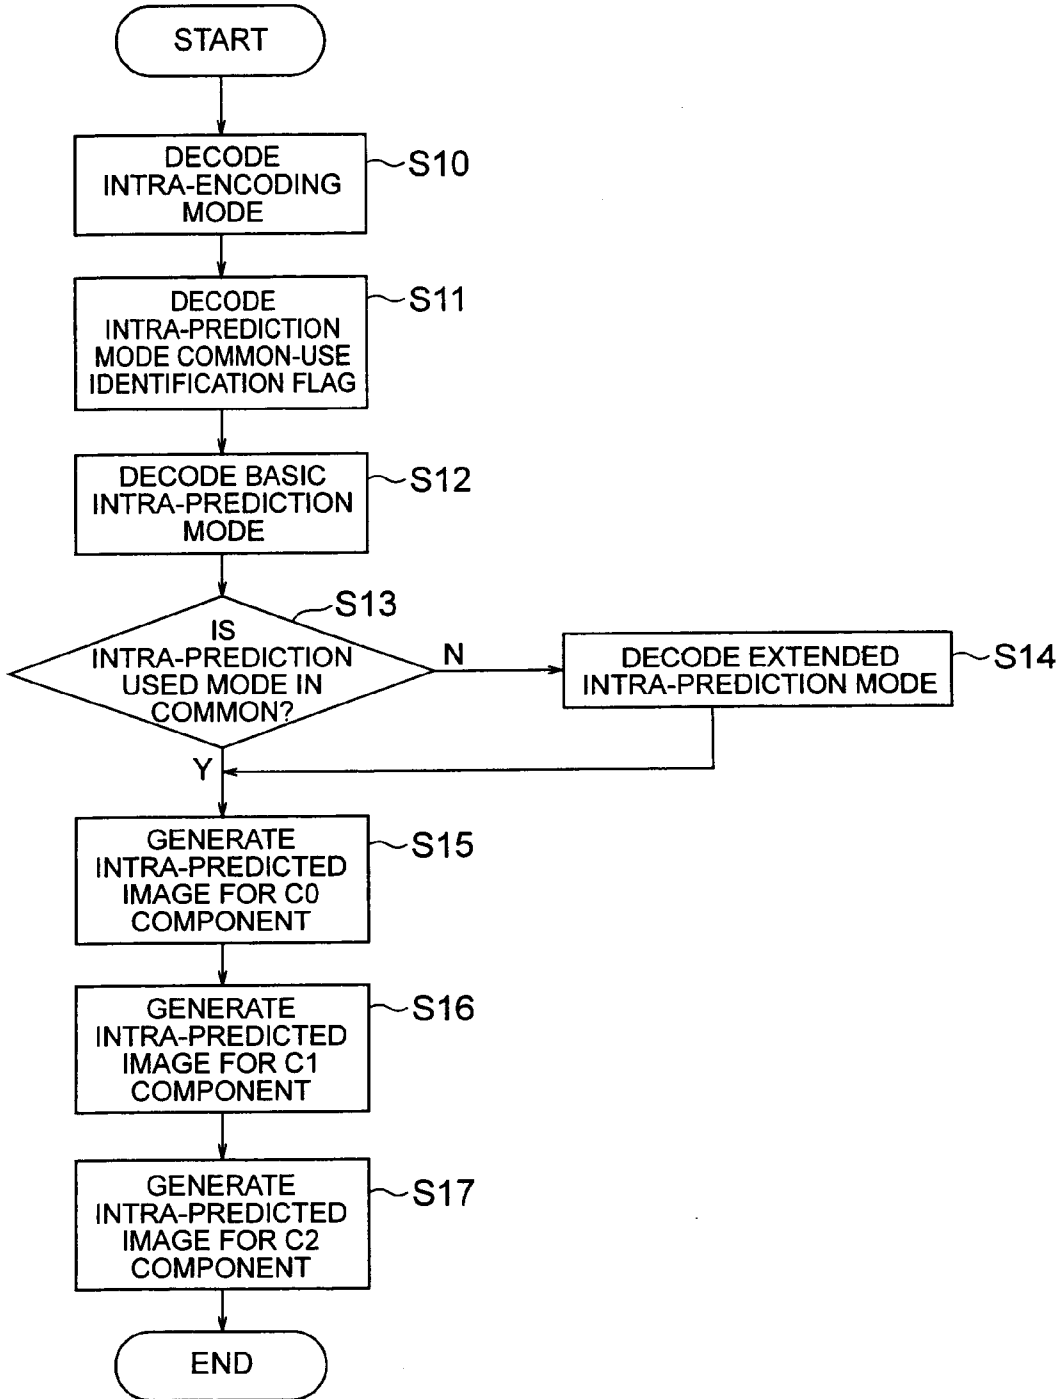 START
DECODE
INTRA-ENCODING
MODE
S10
DECODE
INTRA-PREDICTION
MODE COMMON-USE
IDENTIFICATION FLAG
S11
DECODE BASIC
INTRA-PREDICTION
MODE
S12
IS
INTRA-PREDICTION
USED MODE IN
COMMON?
S13
N
DECODE EXTENDED
INTRA-PREDICTION MODE
S14
Y
GENERATE
INTRA-PREDICTED
IMAGE FOR C0
COMPONENT
S15
GENERATE
INTRA-PREDICTED
IMAGE FOR C1
COMPONENT
S16
GENERATE
INTRA-PREDICTED
IMAGE FOR C2
COMPONENT
S17
END